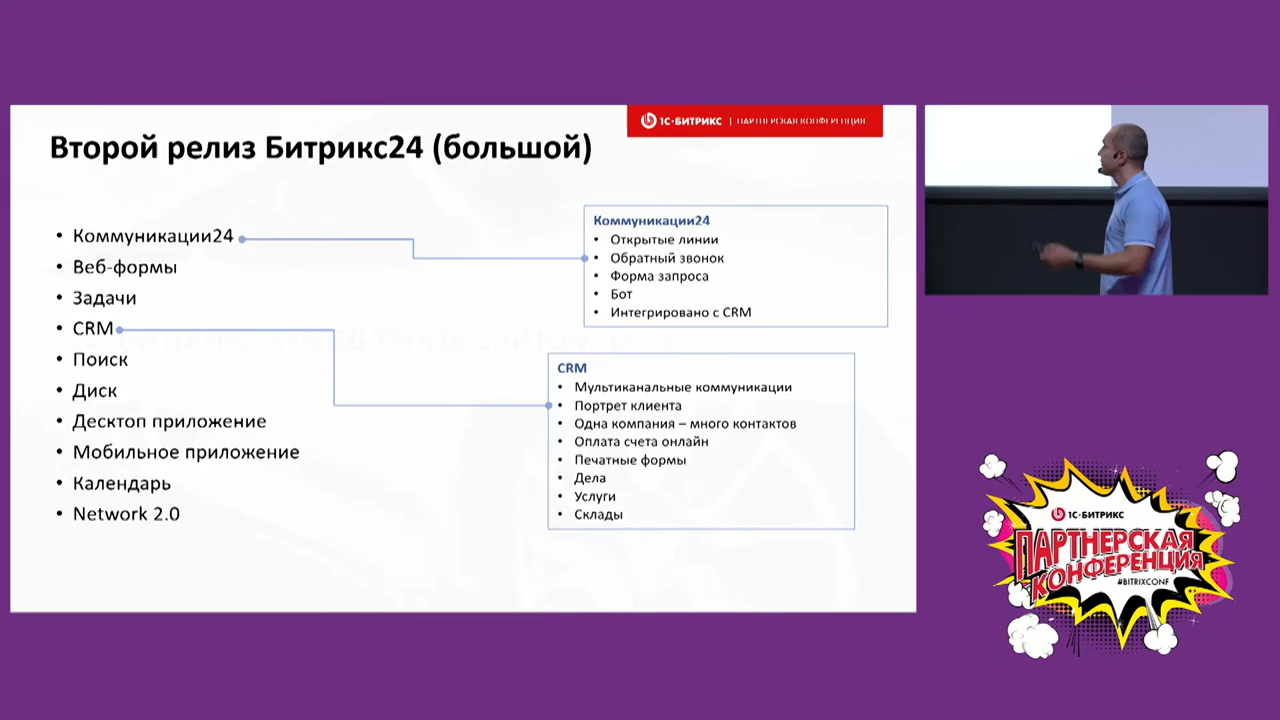 1С-БИТРИКС | ПАРТНЕРСКАЯ КОНФЕРЕНЦИЯ
Второй релиз Битрикс24 (большой)
• Коммуникации24
• Веб-формы
• Задачи
• CRM
• Поиск
• Диск
• Десктоп приложение
• Мобильное приложение
• Календарь
• Network 2.0
Коммуникации24
• Открытые линии
• Обратный звонок
• Форма запроса
• Бот
• Интегрировано с CRM
CRM
• Мультиканальные коммуникации
• Портрет клиента
• Одна компания – много контактов
• Оплата счета онлайн
• Печатные формы
• Дела
• Услуги
• Склады
1С-БИТРИКС
ПАРТНЕРСКАЯ
КОНФЕРЕНЦИЯ
#BITRIXCONF